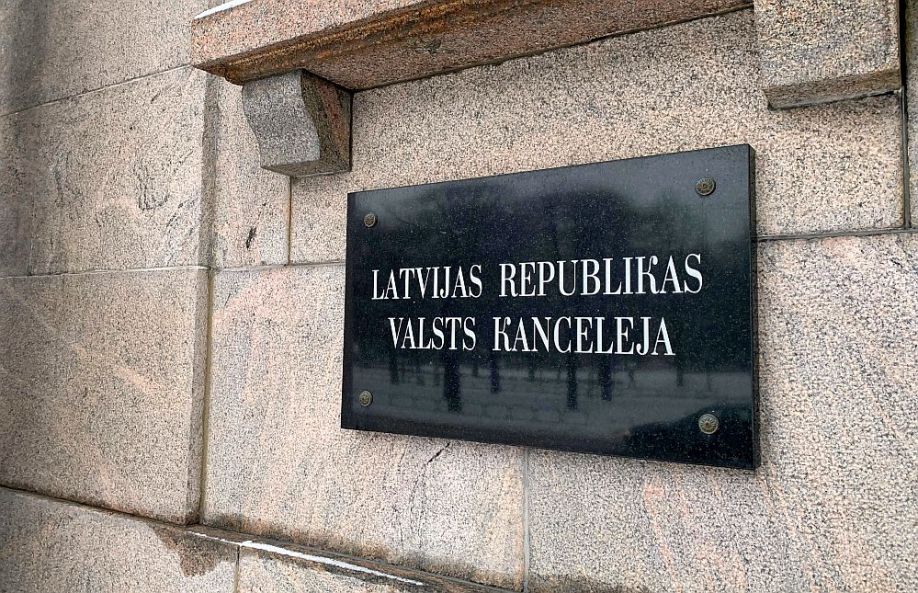 LATVIJAS REPUBLIKAS
VALSTS KANCELEJA